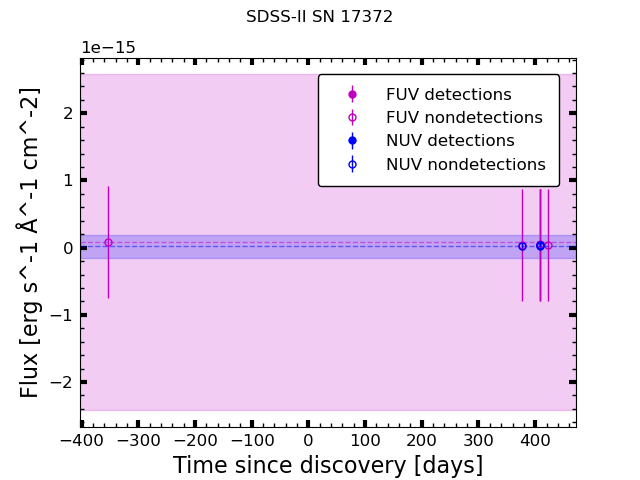 SDSS-II SN 17372
1e−15
FUV detections
FUV nondetections
NUV detections
NUV nondetections
2
1
0
−1
−2
Flux [erg s^-1 Å^-1 cm^-2]
−400 −300 −200 −100 0 100 200 300 400
Time since discovery [days]